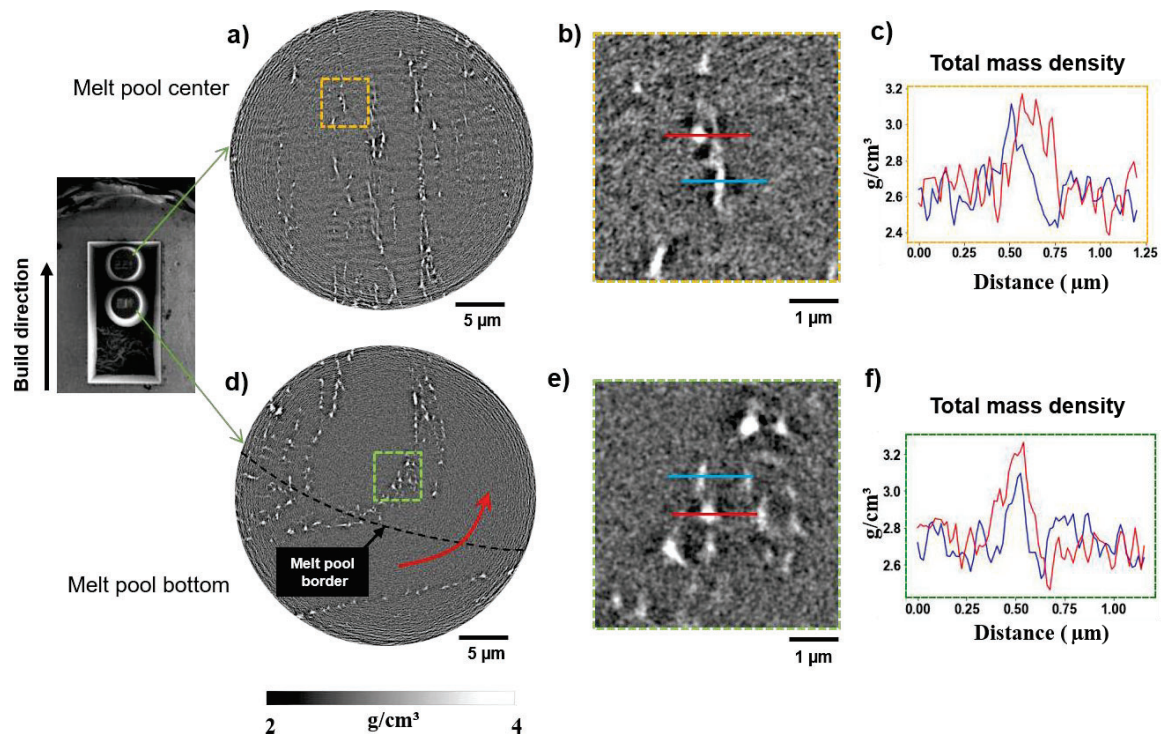 a)
b)
c)
Melt pool center
Total mass density
3.2
3.0
2.8
2.6
2.4
g/cm³
0.00 0.25 0.50 0.75 1.00 1.25
Distance ( µm)
5 µm
1 µm
Build direction
d)
e)
f)
Total mass density
3.2
3.0
2.8
2.6
g/cm³
0.00 0.25 0.50 0.75 1.00
Distance ( µm)
Melt pool
border
Melt pool bottom
5 µm
1 µm
2 g/cm³ 4